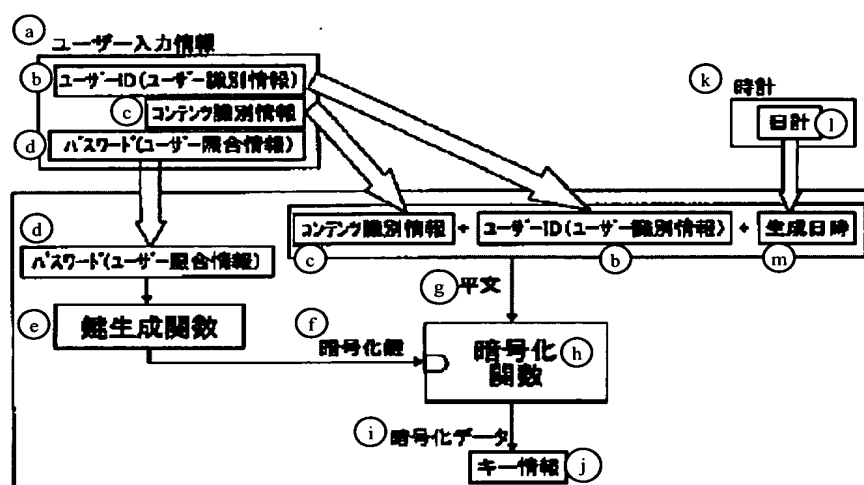 a ユーザー入力情報
b ユーザーID(ユーザー識別情報)
c コンテンツ識別情報
d パスワード(ユーザー照合情報)
k 時計
日計 l
d
パスワード(ユーザー照合情報)
コンテンツ識別情報 + ユーザーID(ユーザー識別情報) + 生成日時
c b m
g 平文
e 鍵生成関数
f 暗号化鍵
暗号化 h
関数
i 暗号化データ
キー情報 j